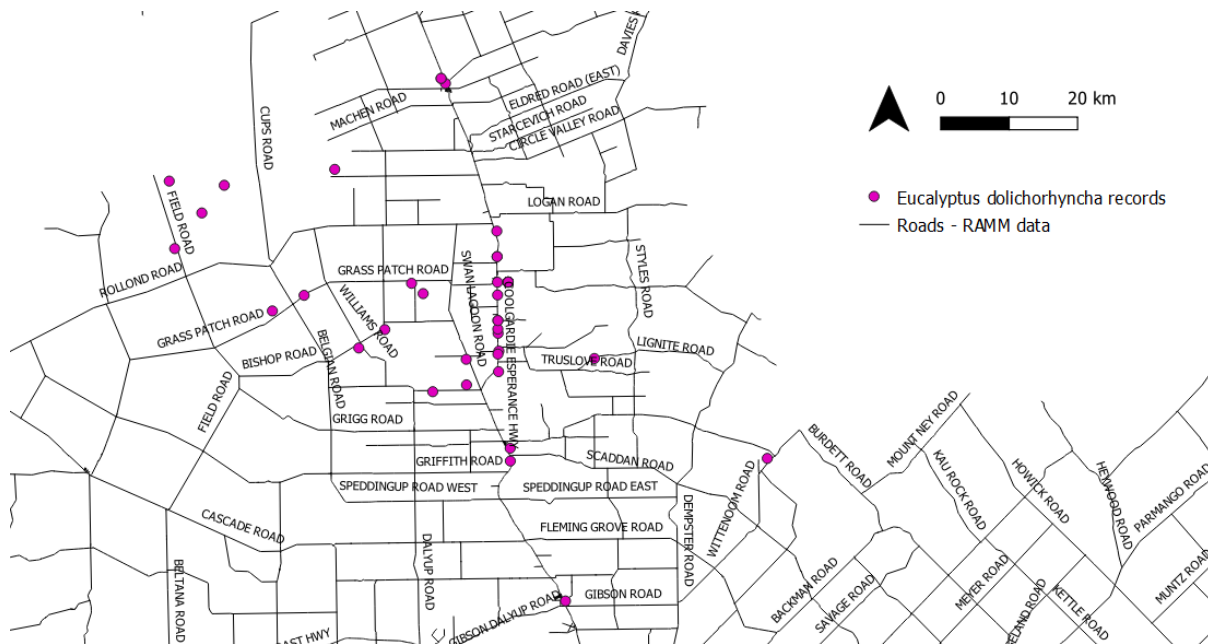 DAVIES
ELDRED ROAD (EAST)
MACHEN ROAD
STARCEVICH ROAD
CIRCLE VALLEY ROAD
CUPS ROAD
0 10 20 km
Eucalyptus dolichorhyncha records
Roads - RAMM data
FIELD ROAD
LOGAN ROAD
ROLLOND ROAD
GRASS PATCH ROAD
SWAN LAGOON ROAD
STYLES ROAD
COOLGARDIE ESPERANCE HWY
WILLIAMS ROAD
GRASS PATCH ROAD
BISHOP ROAD
BELGIAN ROAD
TRUSLOVE ROAD
LIGNITE ROAD
FIELD ROAD
GRIGG ROAD
GRIFFITH ROAD
SCADDAN ROAD
BURDETT ROAD
MOUNT NEY ROAD
KAU ROCK ROAD
HOWICK ROAD
HEYWOOD ROAD
PARMANGO ROAD
SPEDDINGUP ROAD WEST
SPEDDINGUP ROAD EAST
WITTENOOM ROAD
DEMPSTER ROAD
CASCADE ROAD
FLEMING GROVE ROAD
BELTANA ROAD
DALYUP ROAD
GIBSON DALYUP ROAD
GIBSON ROAD
BACKMAN ROAD
SAVAGE ROAD
MEYER ROAD
KETTLE ROAD
MUNTZ ROAD
ELAND ROAD
AST HWY